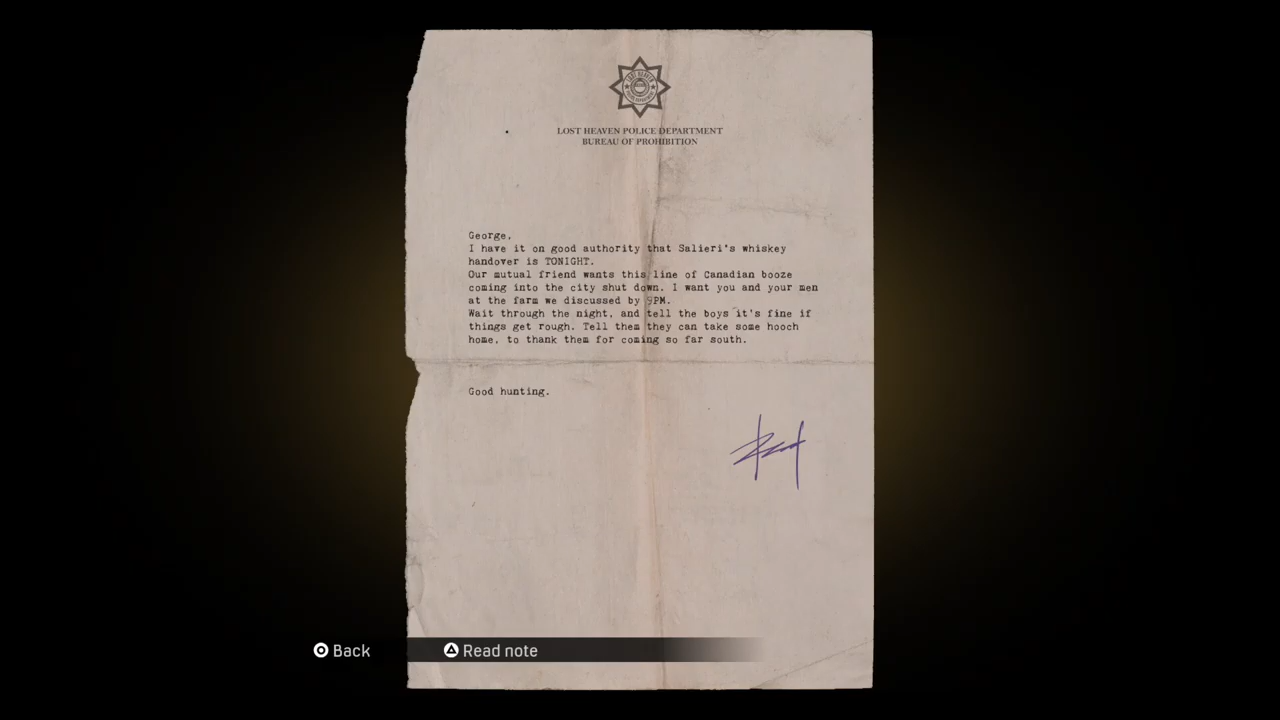 LOST HEAVEN
LOST HEAVEN POLICE DEPARTMENT
BUREAU OF PROHIBITION
George,
I have it on good authority that Salieri's whiskey
handover is TONIGHT.
Our mutual friend wants this line of Canadian booze
coming into the city shut down. I want you and your men
at the farm we discussed by 9PM.
Wait through the night, and tell the boys it's fine if
things get rough. Tell them they can take some hooch
home, to thank them for coming so far south.
Good hunting.
Back
Read note